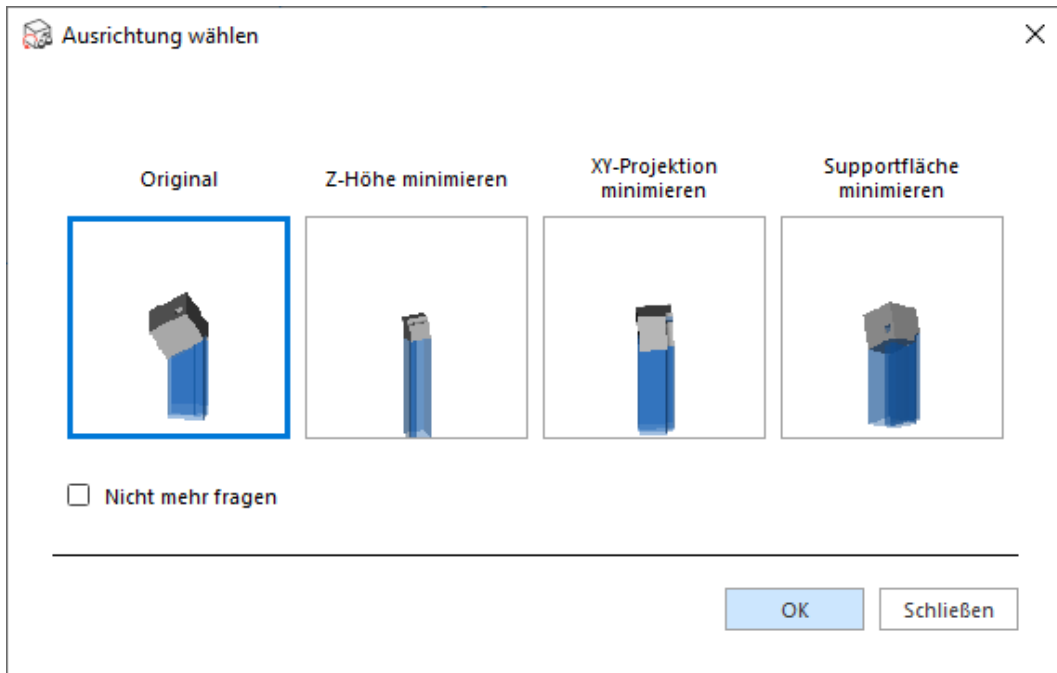 Ausrichtung wählen
Original
Z-Höhe minimieren
XY-Projektion
minimieren
Supportfläche
minimieren
Nicht mehr fragen
OK
Schließen